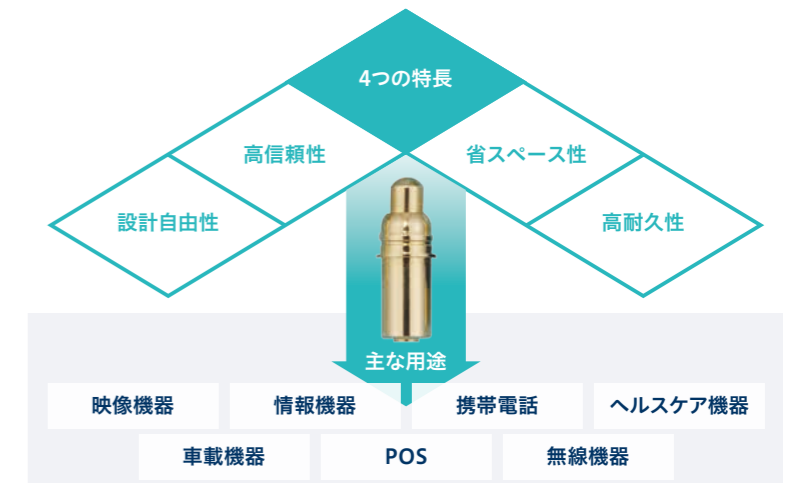 4つの特長
高信頼性
省スペース性
設計自由性
高耐久性
主な用途
映像機器
情報機器
携帯電話
ヘルスケア機器
車載機器
POS
無線機器